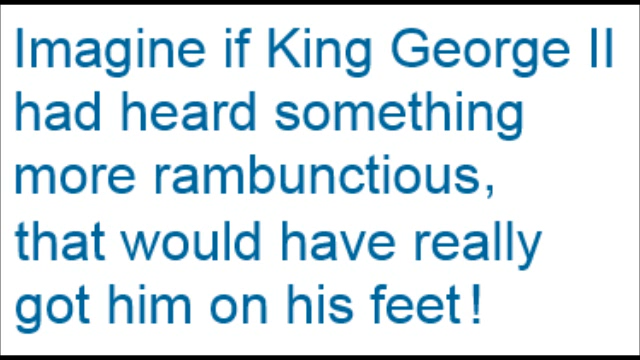 Imagine if King George II
had heard something
more rambunctious,
that would have really
got him on his feet!